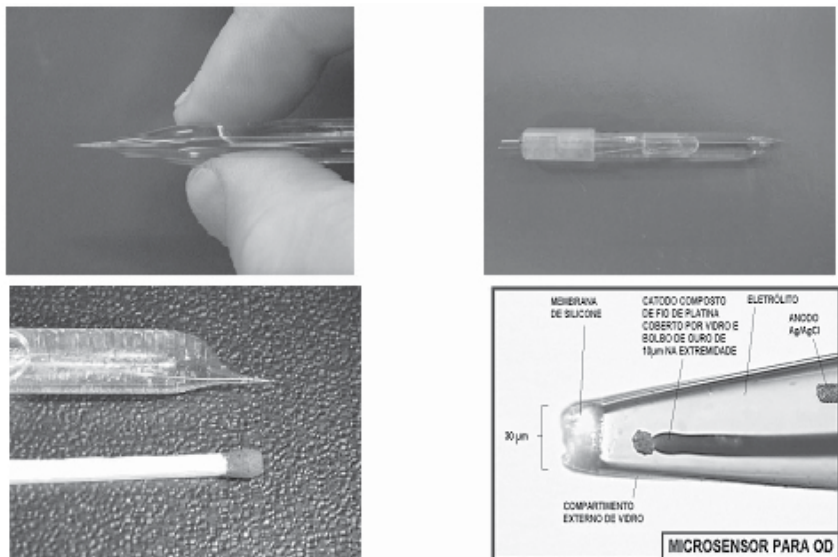 MEMBRANA
DE SILICONE
CATODO COMPOSTO
DE FIO DE PLATINA
COBERTO POR VIDRO E
BOLBO DE OURO DE
10µm NA EXTREMIDADE
ELETRÓLITO
ANODO
Ag/AgCl
30 µm
COMPARTIMENTO
EXTERNO DE VIDRO
MICROSENSOR PARA OD